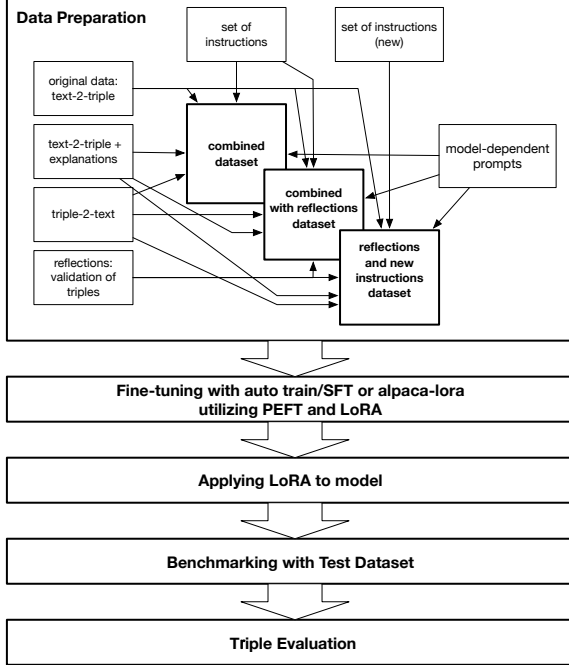 Data Preparation
set of
instructions
set of instructions
(new)
original data:
text-2-triple
text-2-triple +
explanations
combined
dataset
model-dependent
prompts
triple-2-text
combined
with reflections
dataset
reflections:
validation of
triples
reflections
and new
instructions
dataset
Fine-tuning with auto train/SFT or alpaca-lora
utilizing PEFT and LoRA
Applying LoRA to model
Benchmarking with Test Dataset
Triple Evaluation